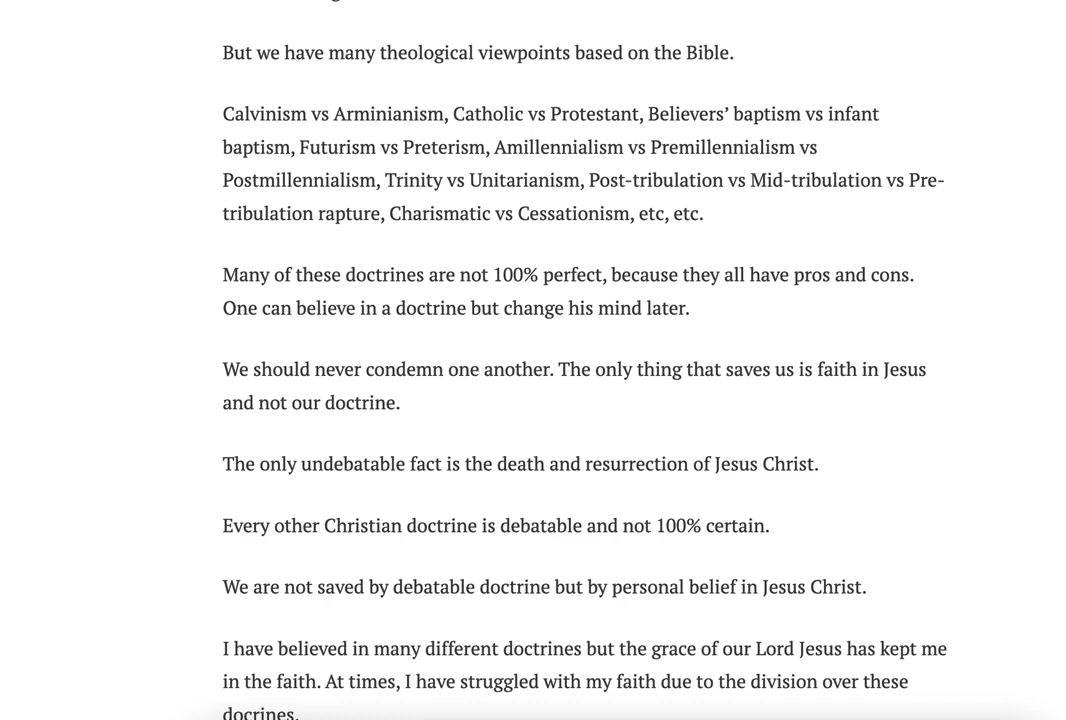 But we have many theological viewpoints based on the Bible.
Calvinism vs Arminianism, Catholic vs Protestant, Believers’ baptism vs infant
baptism, Futurism vs Preterism, Amillennialism vs Premillennialism vs
Postmillennialism, Trinity vs Unitarianism, Post-tribulation vs Mid-tribulation vs Pre-
tribulation rapture, Charismatic vs Cessationism, etc, etc.
Many of these doctrines are not 100% perfect, because they all have pros and cons.
One can believe in a doctrine but change his mind later.
We should never condemn one another. The only thing that saves us is faith in Jesus
and not our doctrine.
The only undebatable fact is the death and resurrection of Jesus Christ.
Every other Christian doctrine is debatable and not 100% certain.
We are not saved by debatable doctrine but by personal belief in Jesus Christ.
I have believed in many different doctrines but the grace of our Lord Jesus has kept me
in the faith. At times, I have struggled with my faith due to the division over these
docrines.